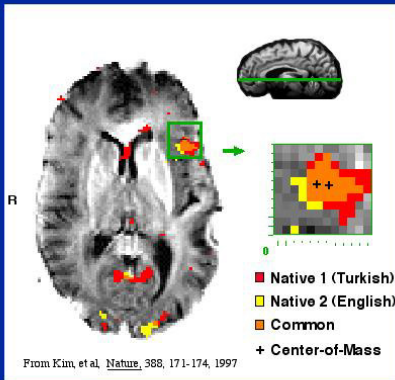 R
0
Native 1 (Turkish)
Native 2 (English)
Common
+ Center-of-Mass
From Kim, et al, Nature, 388, 171-174, 1997